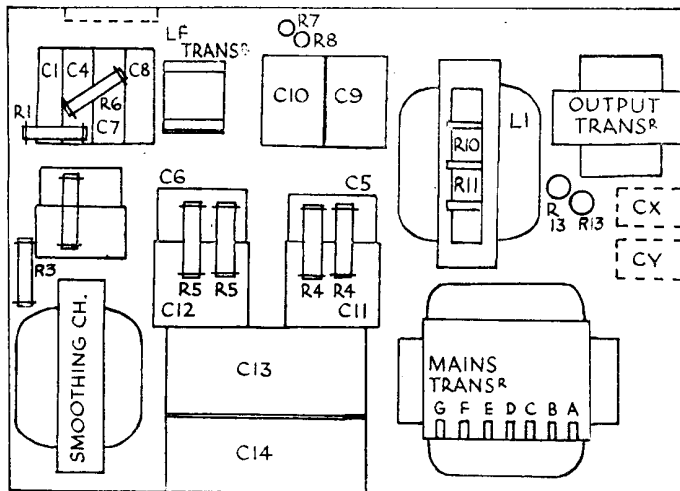 R7
R8
LF
TRANSR
C1 C4 C8
R6
C7
R1
C10 C9
L1
R10
R11
OUTPUT
TRANSR
R
13
R13
CX
CY
C6
C5
R3
R5 R5
R4 R4
C12
C11
SMOOTHING CH.
C13
C14
MAINS
TRANSR
G F E D C B A